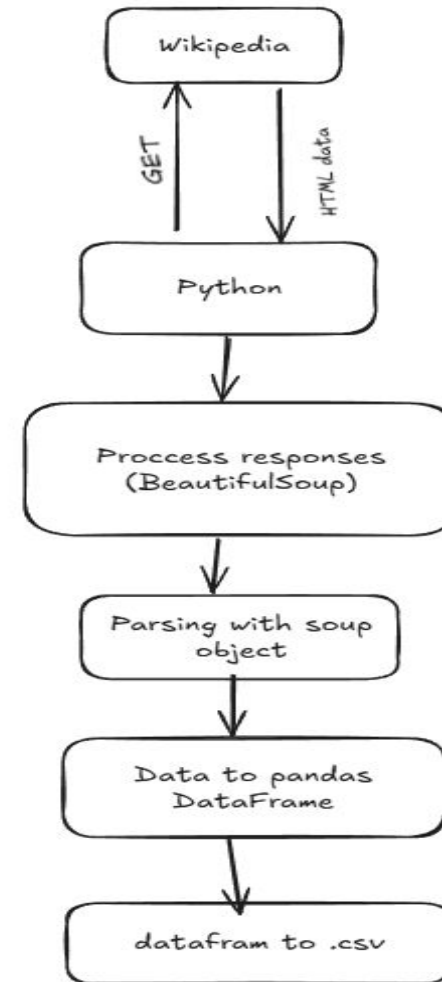 Wikipedia
GET
HTML data
Python
Proccess responses
(BeautifulSoup)
Parsing with soup
object
Data to pandas
DataFrame
datafram to .csv